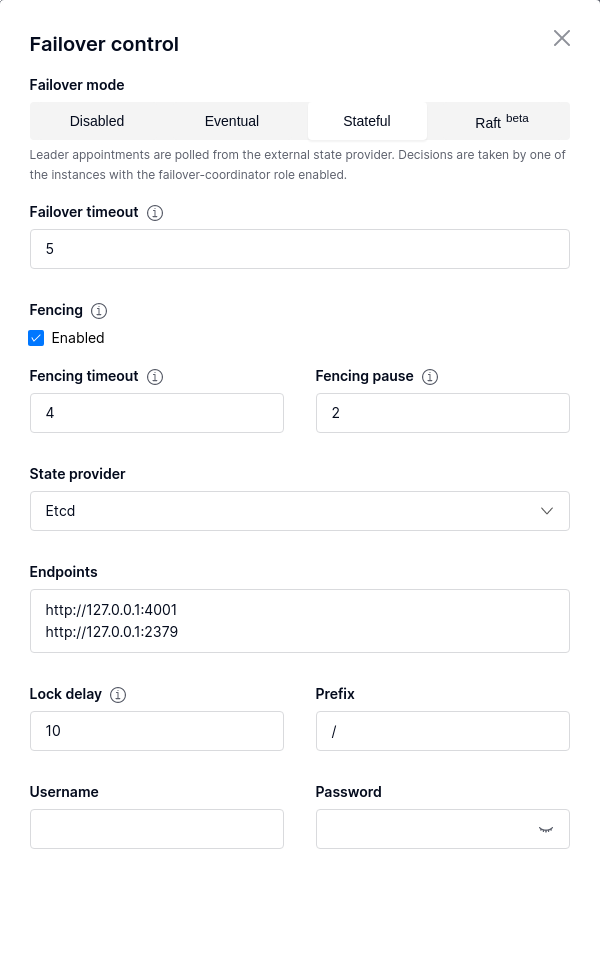 Failover control
Failover mode
Disabled Eventual Stateful Raft beta
Leader appointments are polled from the external state provider. Decisions are taken by one of
the instances with the failover-coordinator role enabled.
Failover timeout
5
Fencing
Enabled
Fencing timeout Fencing pause
4 2
State provider
Etcd
Endpoints
http://127.0.0.1:4001
http://127.0.0.1:2379
Lock delay Prefix
10 /
Username Password